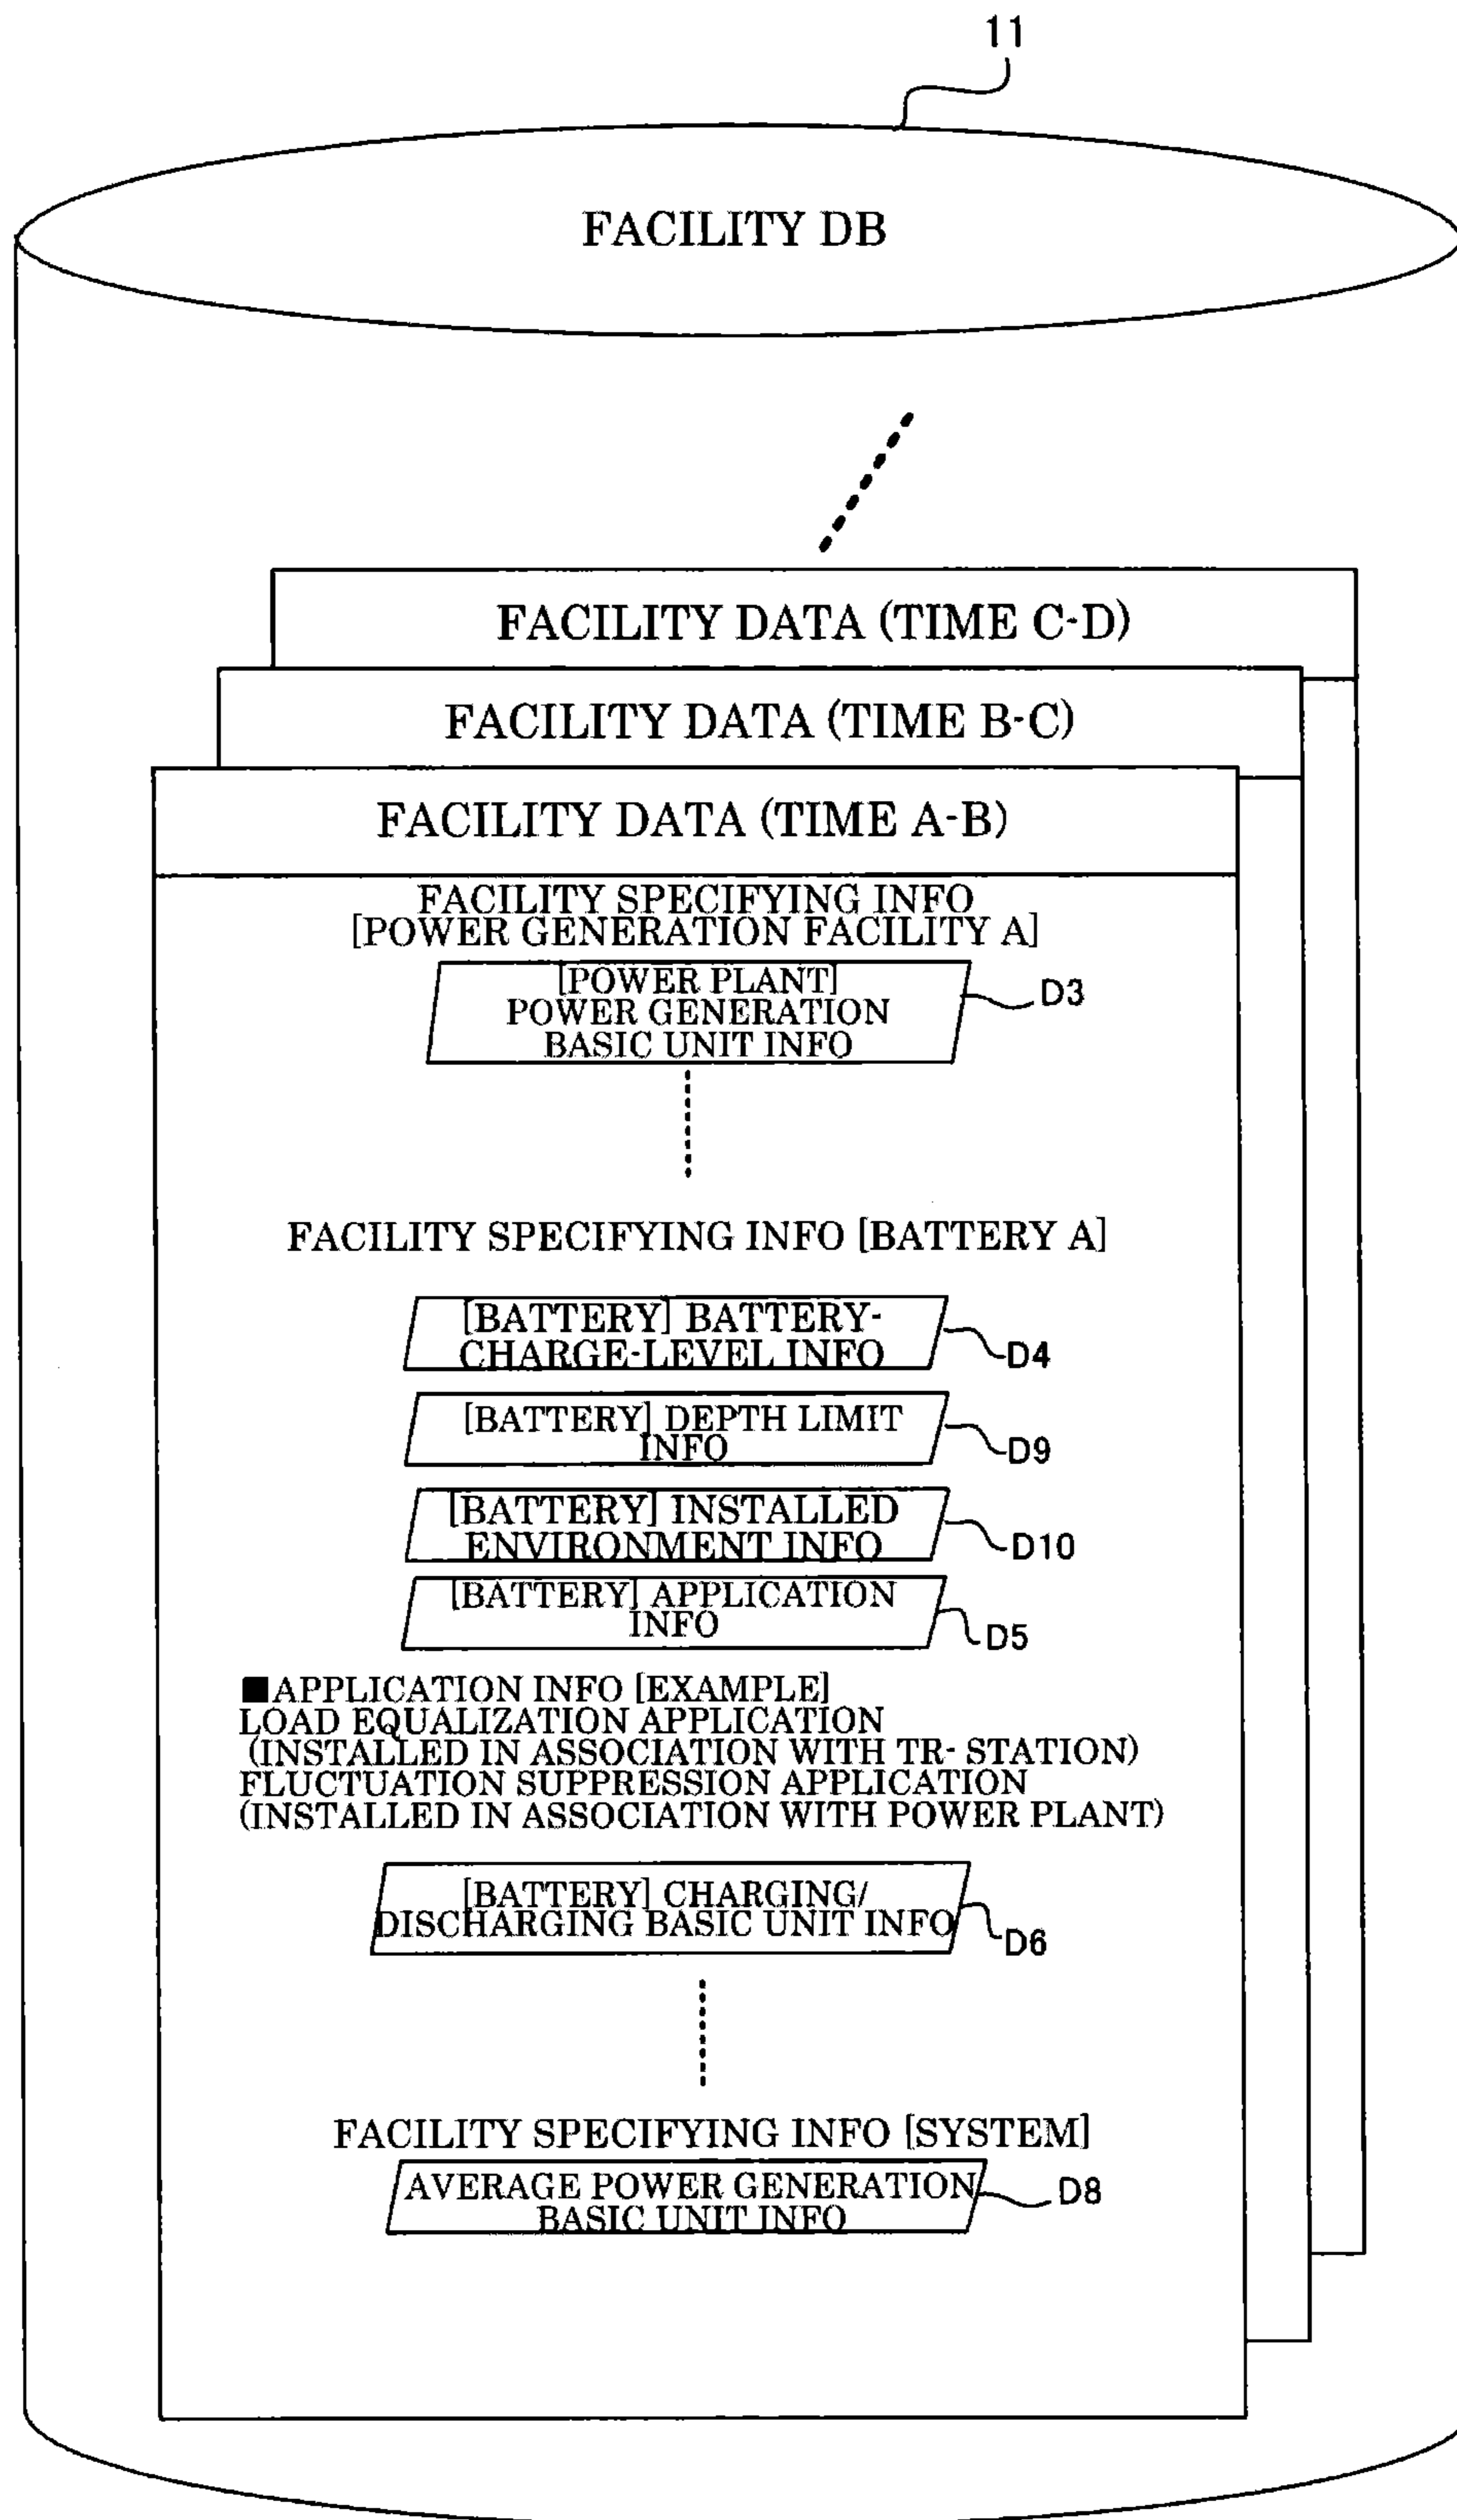 11
FACILITY DB
FACILITY DATA (TIME C-D)
FACILITY DATA (TIME B-C)
FACILITY DATA (TIME A-B)
FACILITY SPECIFYING INFO
[POWER GENERATION FACILITY A]
[POWER PLANT]
POWER GENERATION
BASIC UNIT INFO
D3
FACILITY SPECIFYING INFO [BATTERY A]
[BATTERY] BATTERY-
CHARGE-LEVEL INFO
D4
[BATTERY] DEPTH LIMIT
INFO
D9
[BATTERY] INSTALLED
ENVIRONMENT INFO
D10
[BATTERY] APPLICATION
INFO
D5
■APPLICATION INFO [EXAMPLE]
LOAD EQUALIZATION APPLICATION
(INSTALLED IN ASSOCIATION WITH TR- STATION)
FLUCTUATION SUPPRESSION APPLICATION
(INSTALLED IN ASSOCIATION WITH POWER PLANT)
[BATTERY] CHARGING/
DISCHARGING BASIC UNIT INFO
D6
FACILITY SPECIFYING INFO [SYSTEM]
AVERAGE POWER GENERATION
BASIC UNIT INFO
D8